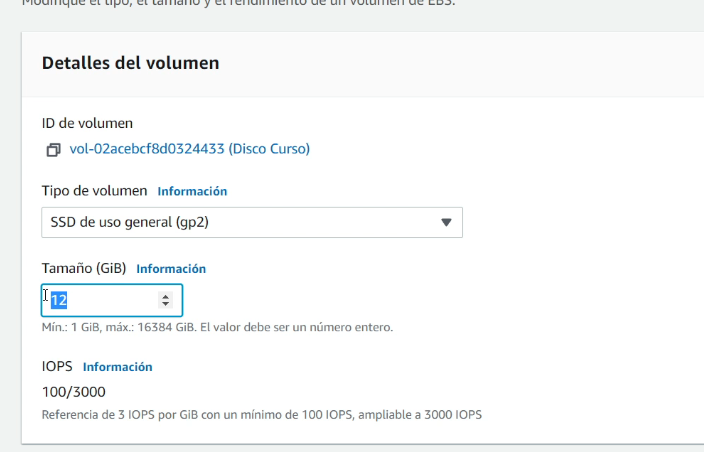 Modifique el tipo, el tamaño y el rendimiento de un volumen de EBS.
Detalles del volumen
ID de volumen
vol-02acebcf8d0324433 (Disco Curso)
Tipo de volumen Información
SSD de uso general (gp2)
Tamaño (GiB) Información
12
Mín.: 1 GiB, máx.: 16384 GiB. El valor debe ser un número entero.
IOPS Información
100/3000
Referencia de 3 IOPS por GiB con un mínimo de 100 IOPS, ampliable a 3000 IOPS